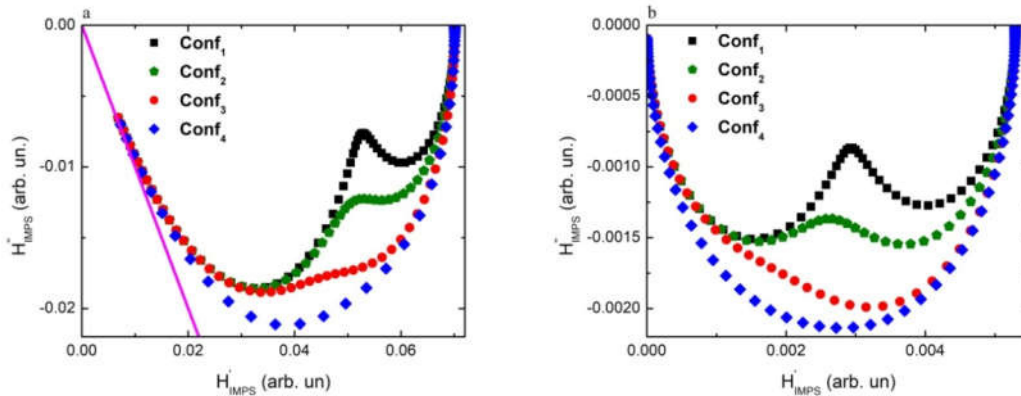 a
0.00
-0.01
-0.02
0.00 0.02 0.04 0.06
H'IMPS (arb. un)
H''IMPS (arb. un.)
Conf1
Conf2
Conf3
Conf4
b
0.0000
-0.0005
-0.0010
-0.0015
-0.0020
0.000 0.002 0.004
H'IMPS (arb. un)
H''IMPS (arb. un.)
Conf1
Conf2
Conf3
Conf4